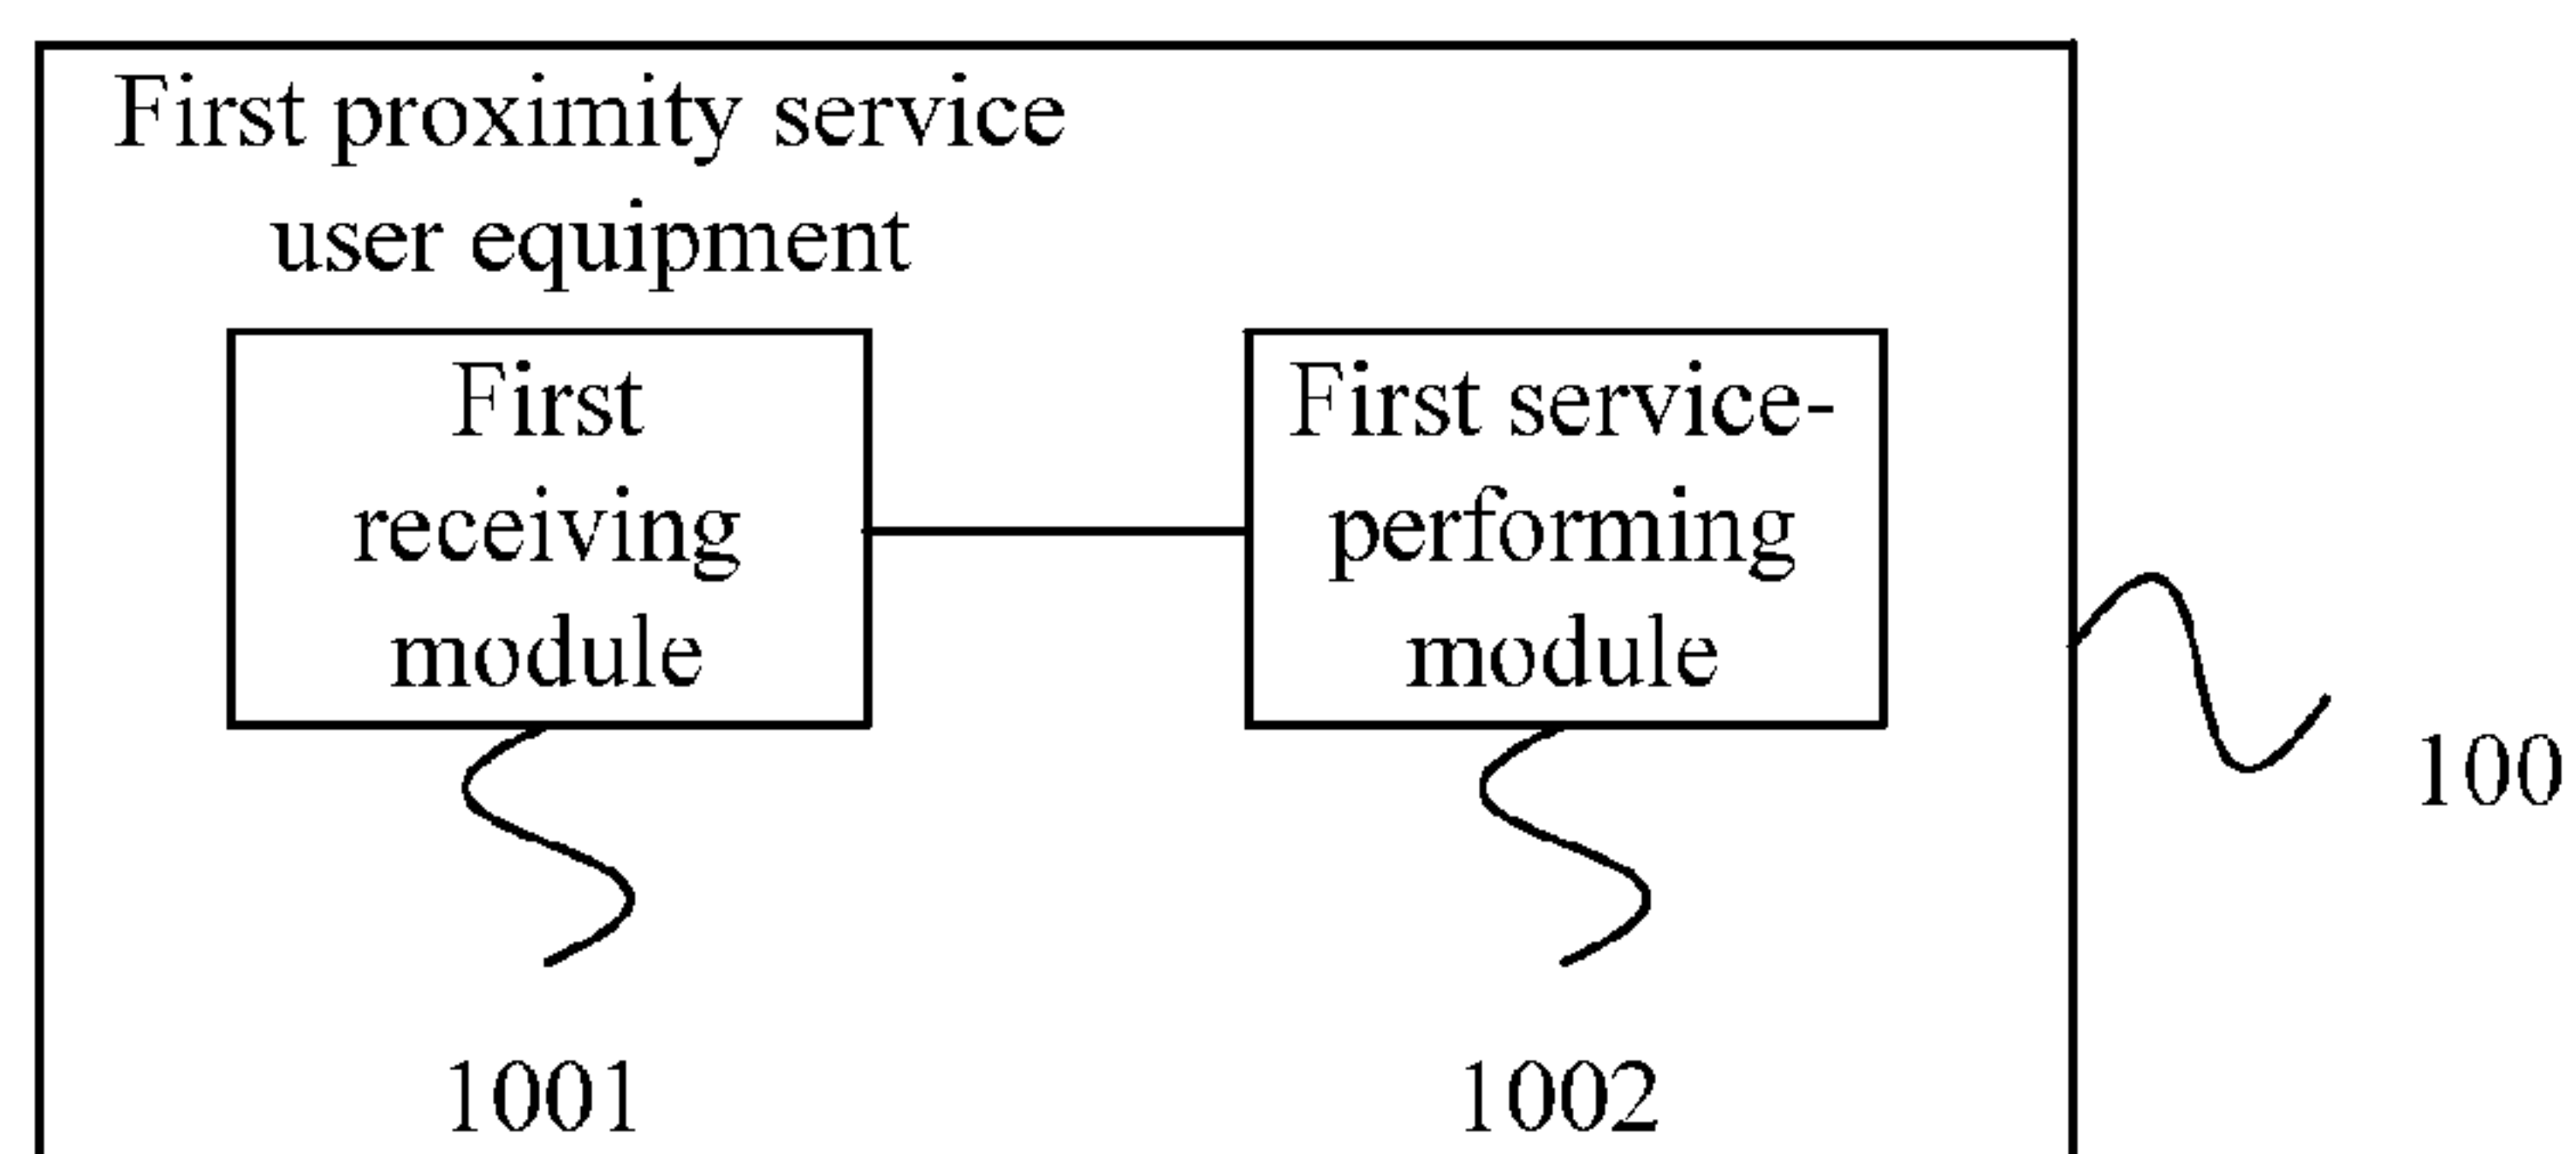 First proximity service
user equipment
First
receiving
module
First service-
performing
module
100
1001
1002